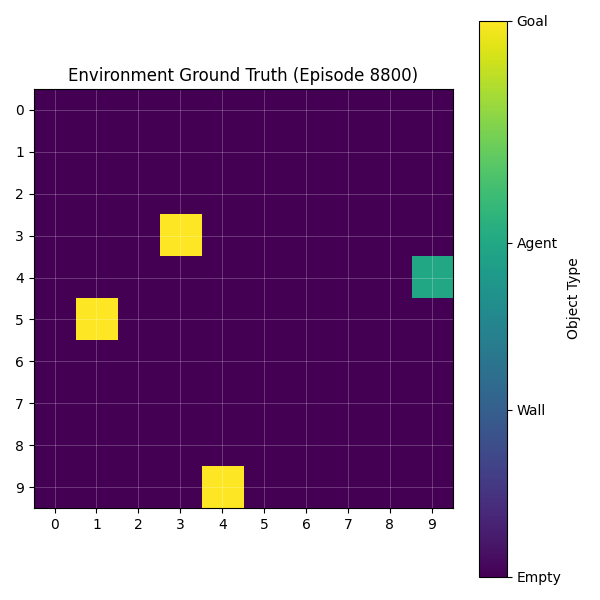 Environment Ground Truth (Episode 8800)
0
1
2
3
4
5
6
7
8
9
0 1 2 3 4 5 6 7 8 9
Goal
Agent
Wall
Empty
Object Type